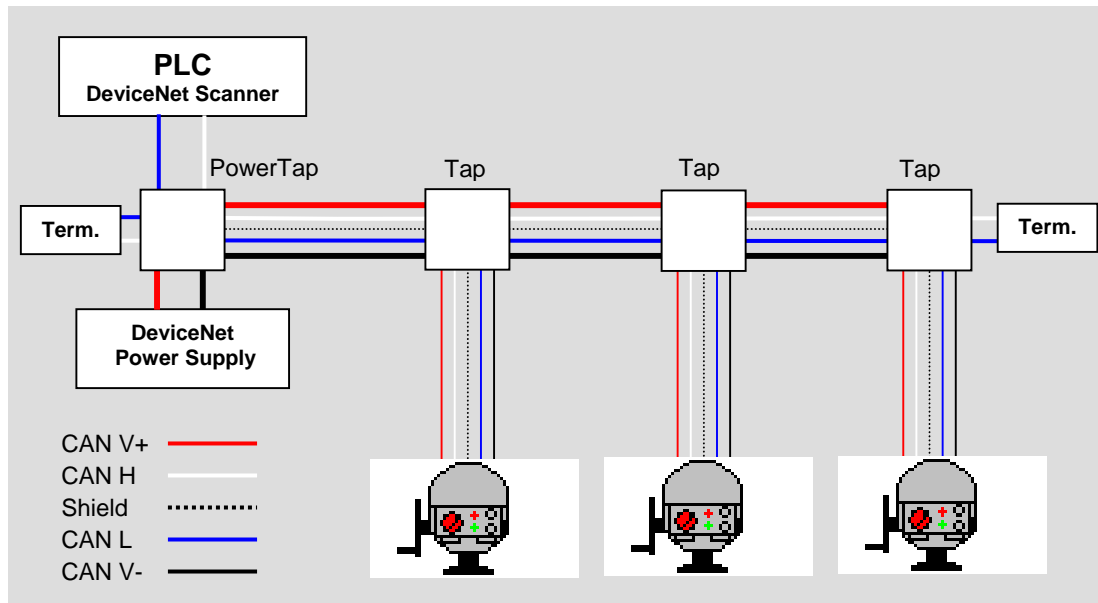 PLC
DeviceNet Scanner
PowerTap
Tap
Tap
Tap
Term.
Term.
DeviceNet
Power Supply
CAN V+
CAN H
Shield
CAN L
CAN V-